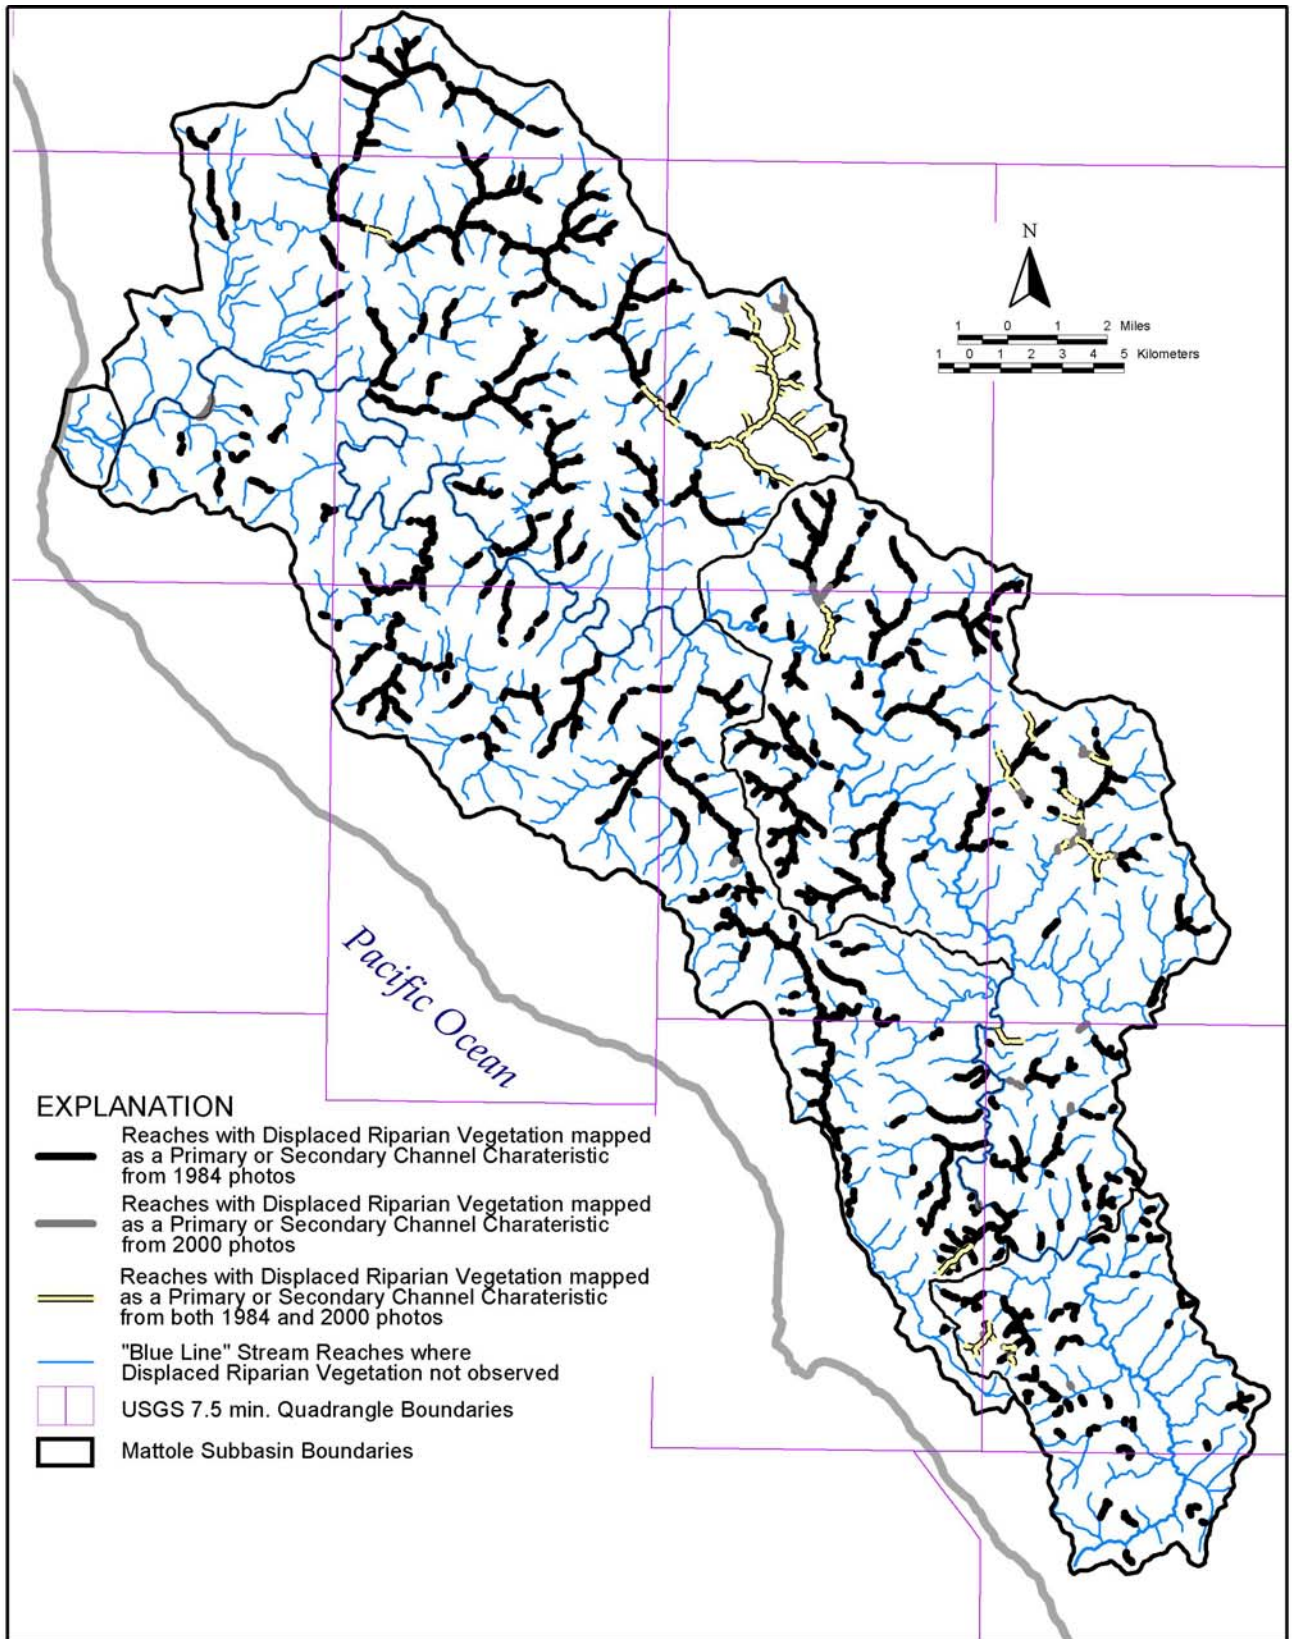 N
1 0 1 2 Miles
1 0 1 2 3 4 5 Kilometers
Pacific Ocean
EXPLANATION
Reaches with Displaced Riparian Vegetation mapped
as a Primary or Secondary Channel Charateristic
from 1984 photos
Reaches with Displaced Riparian Vegetation mapped
as a Primary or Secondary Channel Charateristic
from 2000 photos
Reaches with Displaced Riparian Vegetation mapped
as a Primary or Secondary Channel Charateristic
from both 1984 and 2000 photos
"Blue Line" Stream Reaches where
Displaced Riparian Vegetation not observed
USGS 7.5 min. Quadrangle Boundaries
Mattole Subbasin Boundaries